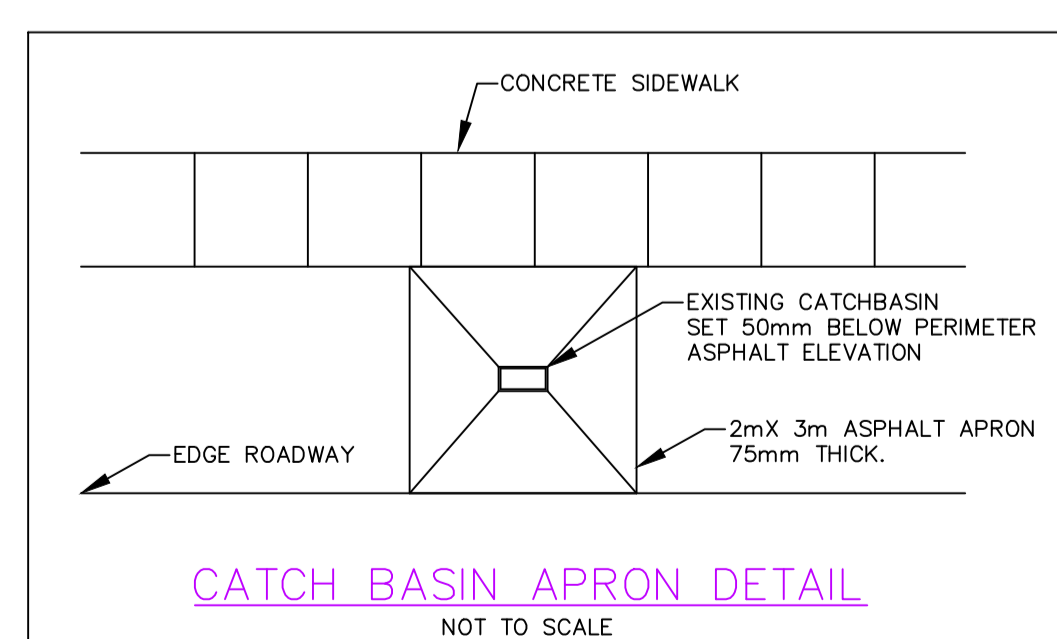 CONCRETE SIDEWALK
EXISTING CATCHBASIN
SET 50mm BELOW PERIMETER
ASPHALT ELEVATION
2mX 3m ASPHALT APRON
75mm THICK.
EDGE ROADWAY
CATCH BASIN APRON DETAIL
NOT TO SCALE